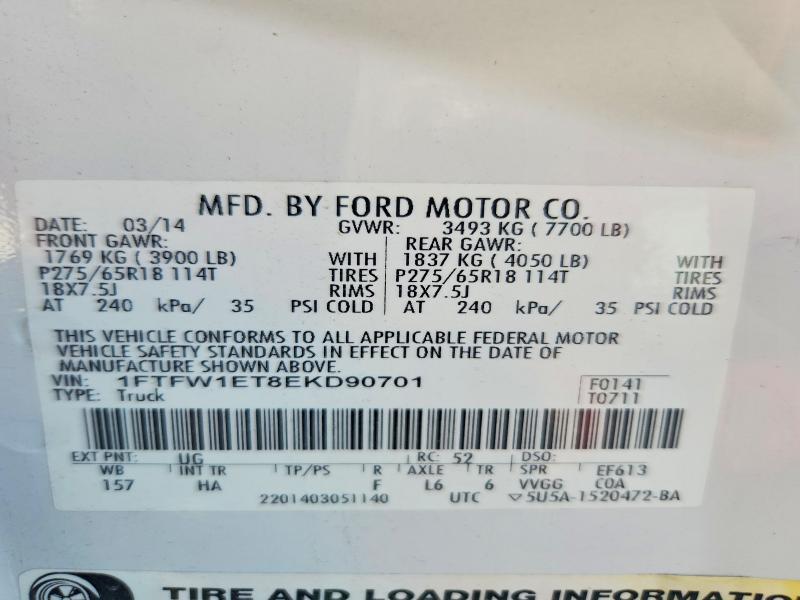 MFD. BY FORD MOTOR CO.
DATE: 03/14 GVWR: 3493 KG ( 7700 LB)
FRONT GAWR: REAR GAWR:
1769 KG ( 3900 LB) WITH 1837 KG ( 4050 LB) WITH
P275/65R18 114T TIRES P275/65R18 114T TIRES
18X7.5J RIMS 18X7.5J RIMS
AT 240 kPa/ 35 PSI COLD AT 240 kPa/ 35 PSI COLD
THIS VEHICLE CONFORMS TO ALL APPLICABLE FEDERAL MOTOR
VEHICLE SAFETY STANDARDS IN EFFECT ON THE DATE OF
MANUFACTURE SHOWN ABOVE.
VIN: 1FTFW1ET8EKD90701 F0141
TYPE: Truck T0711
EXT PNT: UG RC: 52 DSO:
WB INT TR TP/PS R AXLE TR SPR EF613
157 HA F L6 6 VVGG COA
2201403051140 UTC ▽5U5A-1520472-BA
TIRE AND LOADING INFORMATION